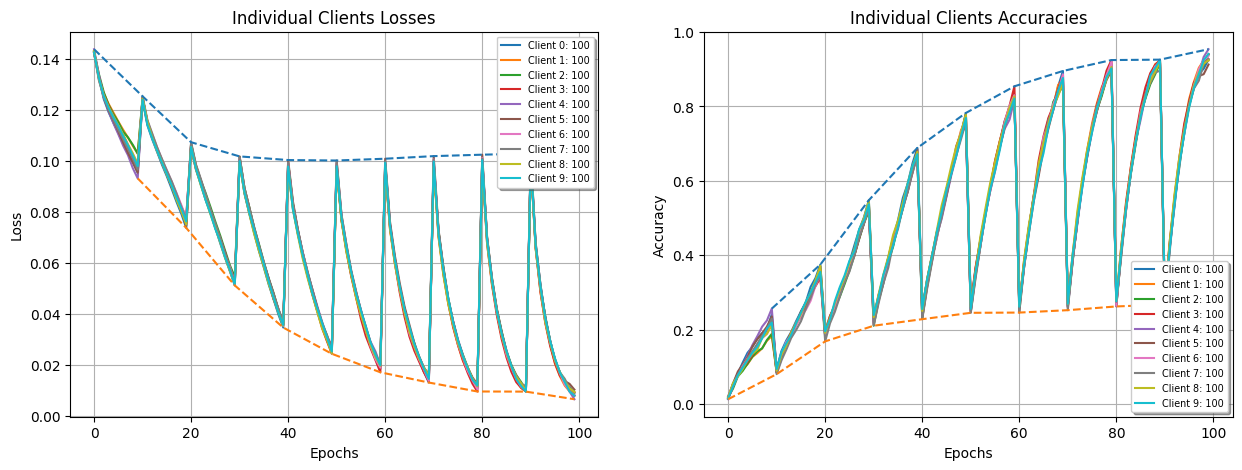 Individual Clients Losses
Loss
0.14
0.12
0.10
0.08
0.06
0.04
0.02
0.00
0
20
40
60
80
100
Epochs
Client 0: 100
Client 1: 100
Client 2: 100
Client 3: 100
Client 4: 100
Client 5: 100
Client 6: 100
Client 7: 100
Client 8: 100
Client 9: 100
Individual Clients Accuracies
Accuracy
1.0
0.8
0.6
0.4
0.2
0.0
0
20
40
60
80
100
Epochs
Client 0: 100
Client 1: 100
Client 2: 100
Client 3: 100
Client 4: 100
Client 5: 100
Client 6: 100
Client 7: 100
Client 8: 100
Client 9: 100